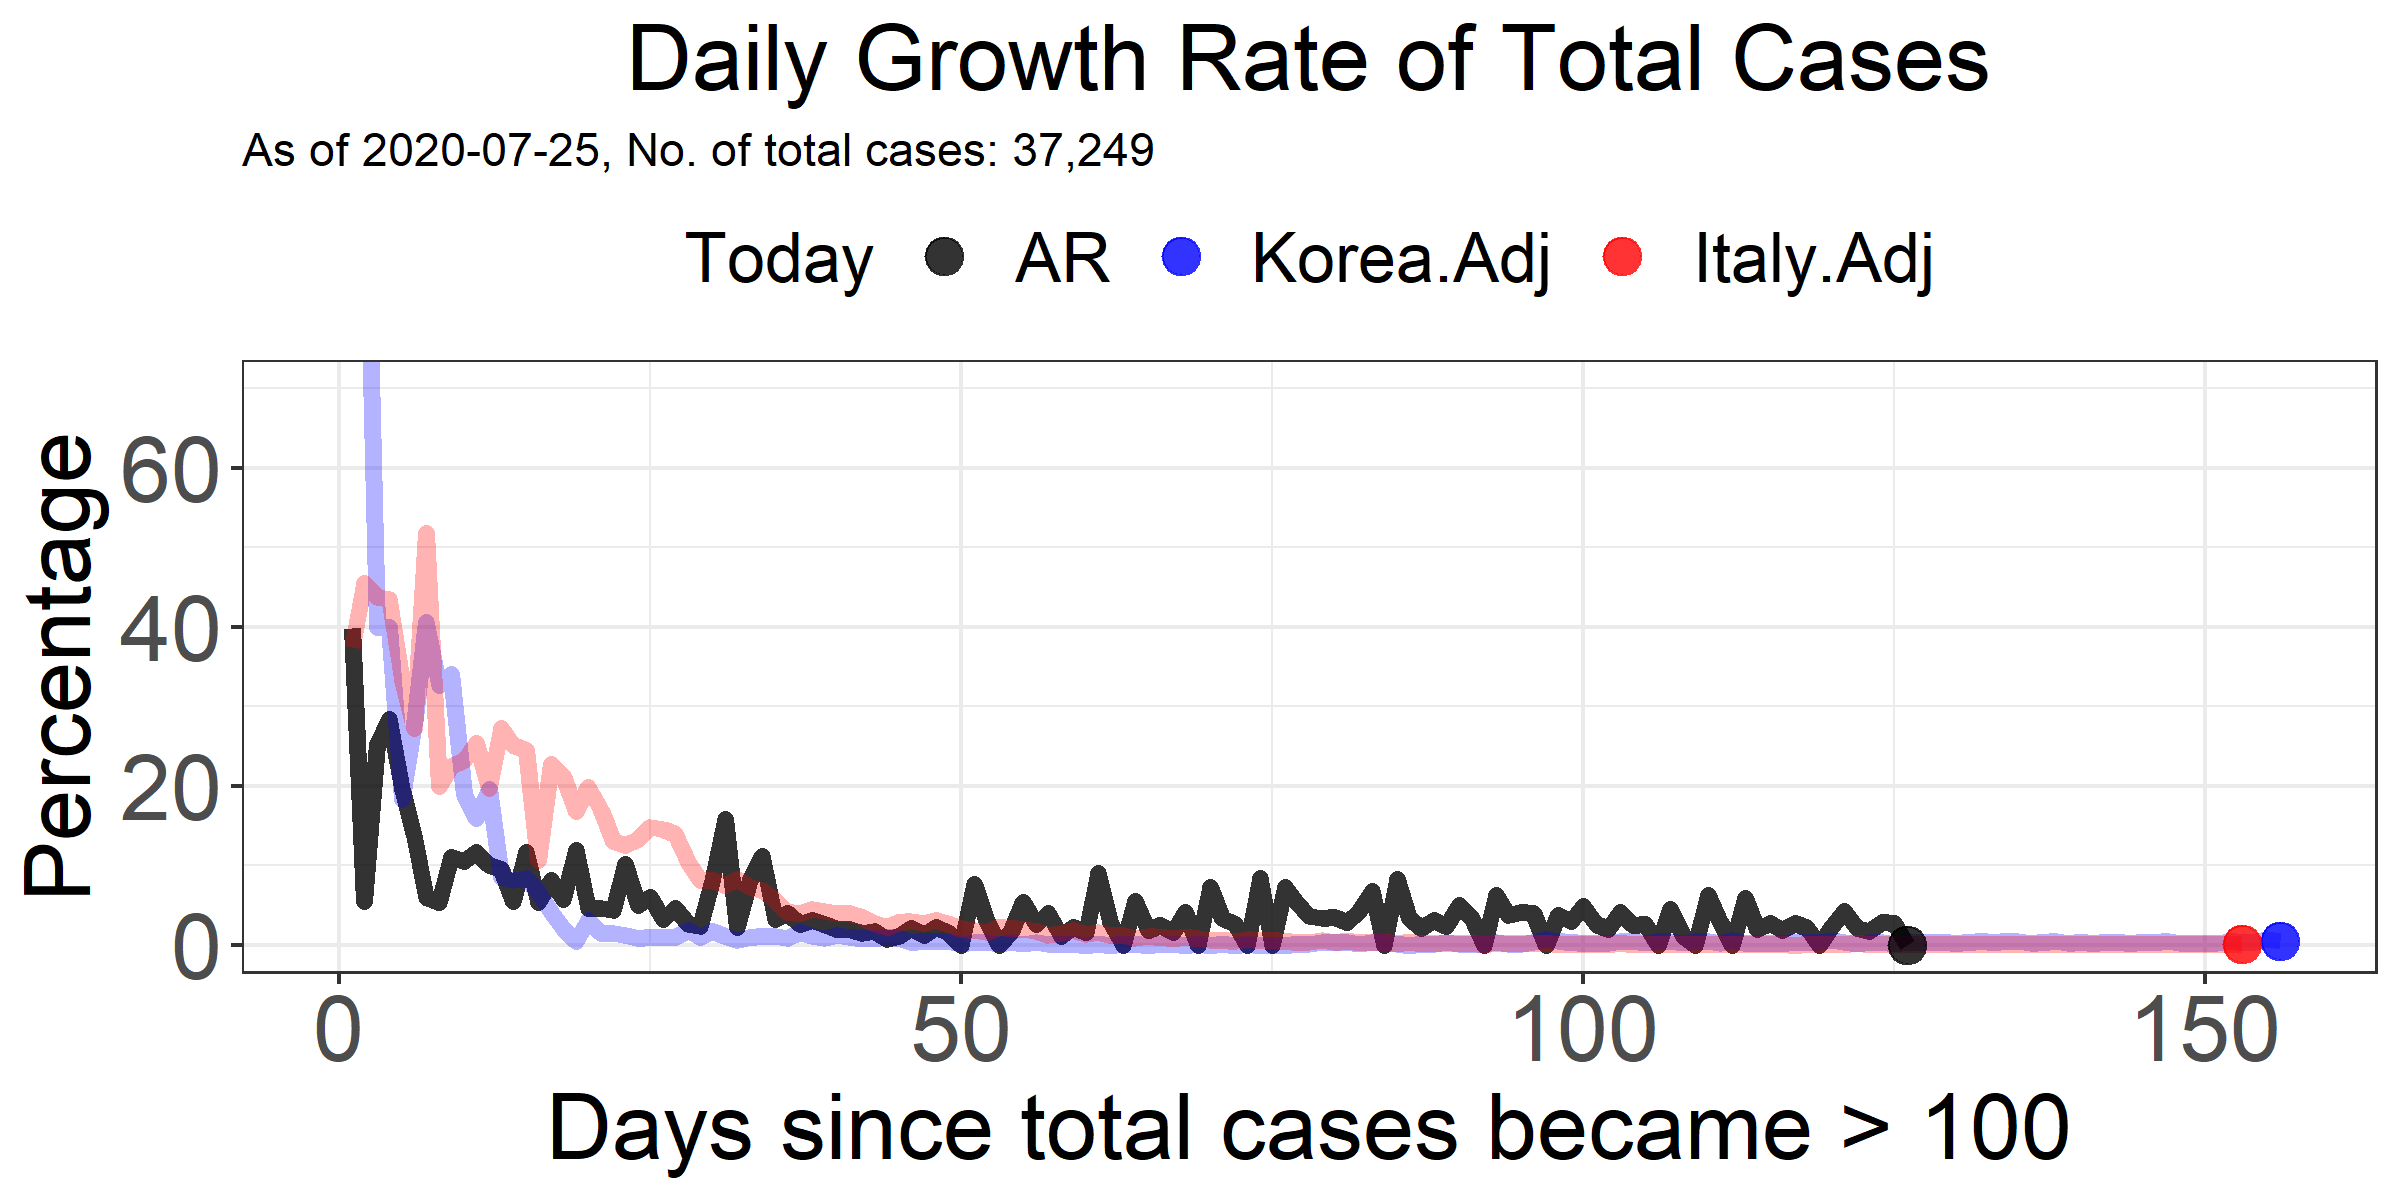 Daily Growth Rate of Total Cases
As of 2020-07-25, No. of total cases: 37,249
Today AR Korea.Adj Italy.Adj
Percentage
60
40
20
0
0 50 100 150
Days since total cases became > 100